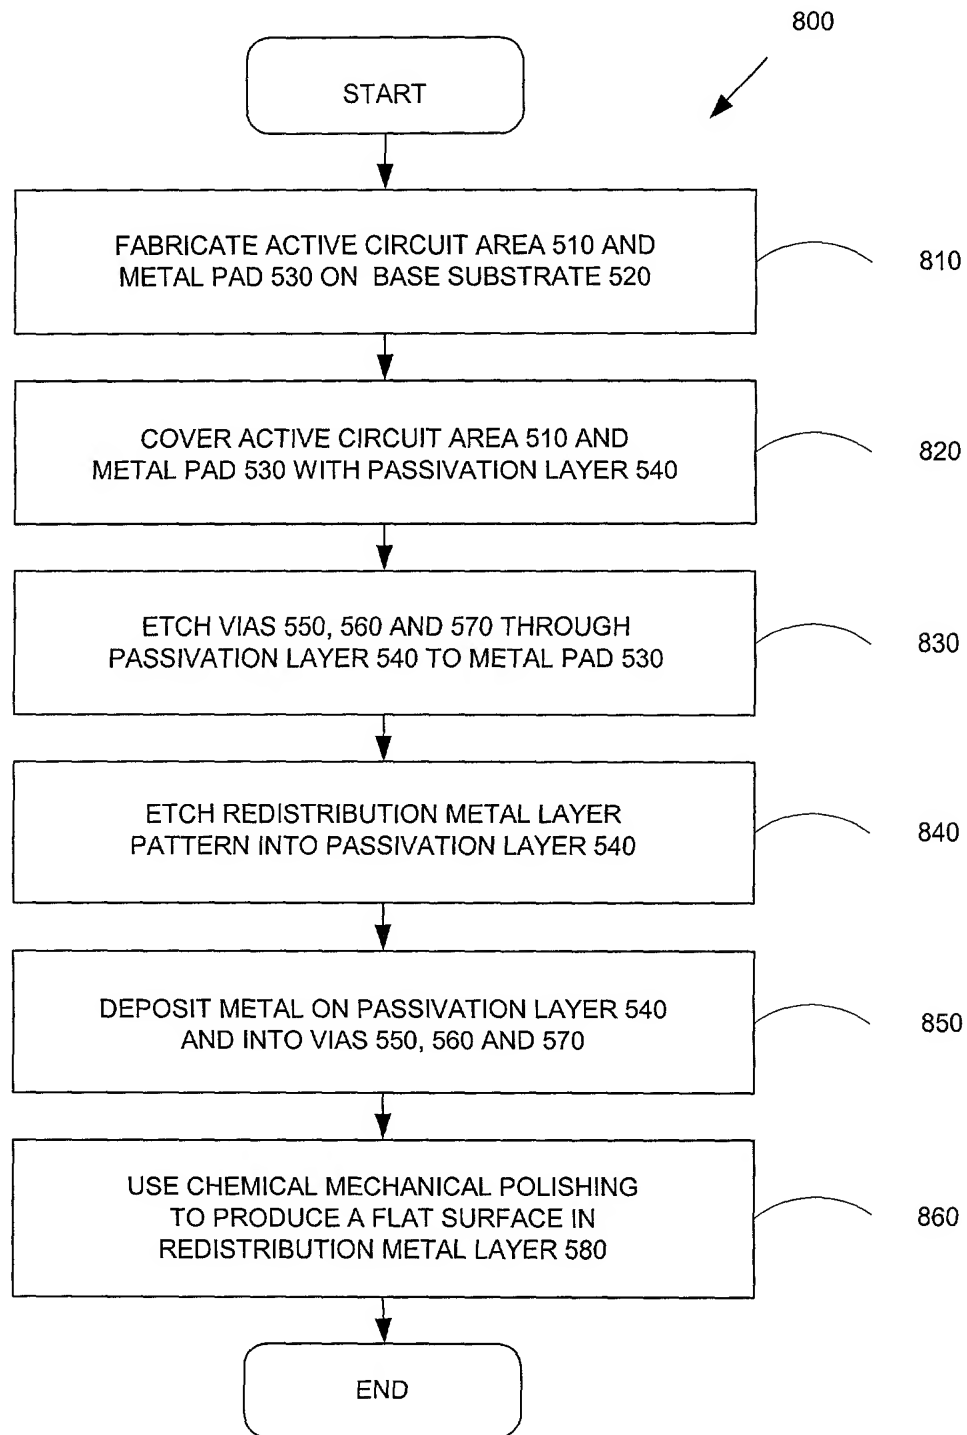 800
START
FABRICATE ACTIVE CIRCUIT AREA 510 AND
METAL PAD 530 ON BASE SUBSTRATE 520
810
COVER ACTIVE CIRCUIT AREA 510 AND
METAL PAD 530 WITH PASSIVATION LAYER 540
820
ETCH VIAS 550, 560 AND 570 THROUGH
PASSIVATION LAYER 540 TO METAL PAD 530
830
ETCH REDISTRIBUTION METAL LAYER
PATTERN INTO PASSIVATION LAYER 540
840
DEPOSIT METAL ON PASSIVATION LAYER 540
AND INTO VIAS 550, 560 AND 570
850
USE CHEMICAL MECHANICAL POLISHING
TO PRODUCE A FLAT SURFACE IN
REDISTRIBUTION METAL LAYER 580
860
END